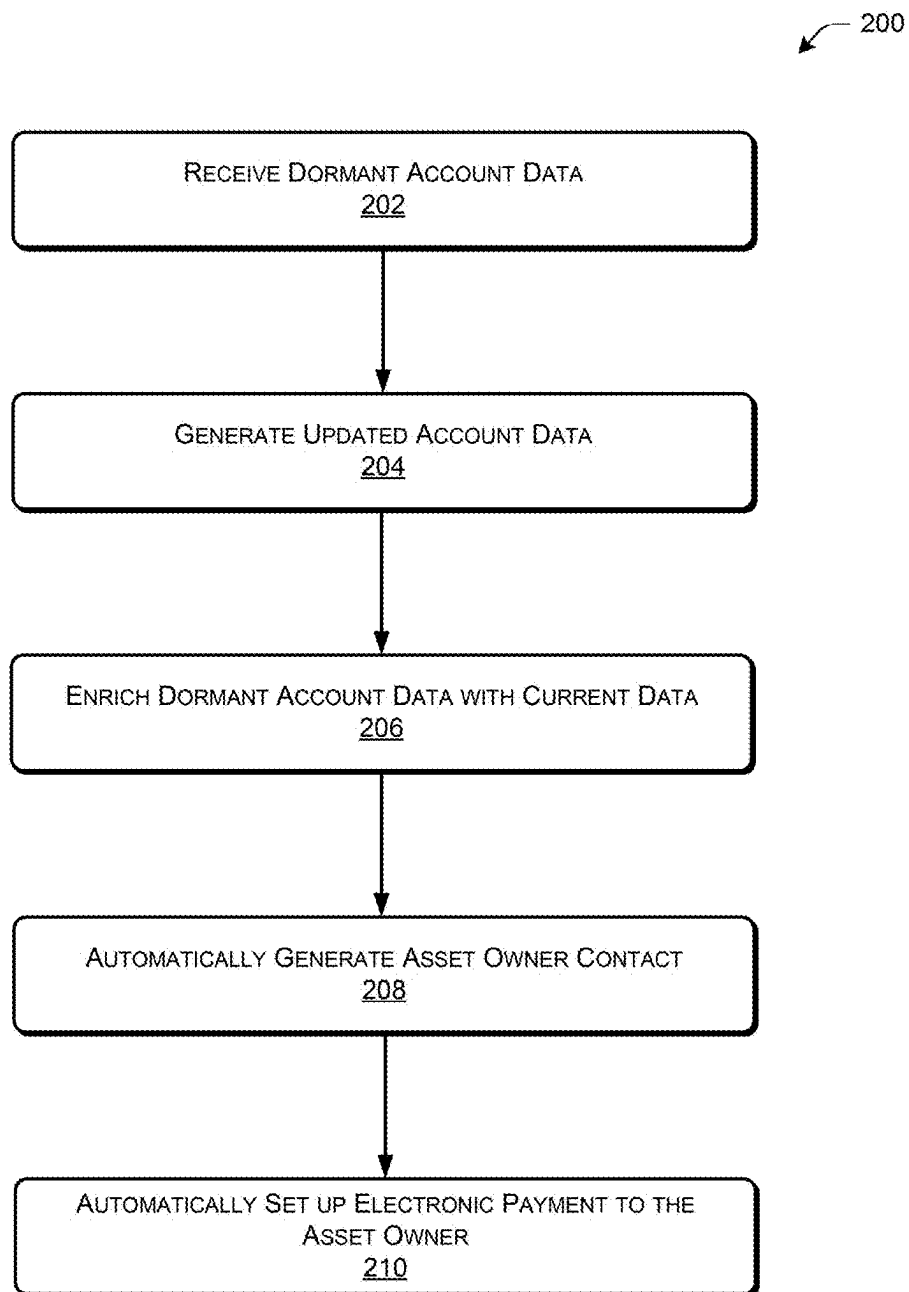 200
RECEIVE DORMANT ACCOUNT DATA
202
GENERATE UPDATED ACCOUNT DATA
204
ENRICH DORMANT ACCOUNT DATA WITH CURRENT DATA
206
AUTOMATICALLY GENERATE ASSET OWNER CONTACT
208
AUTOMATICALLY SET UP ELECTRONIC PAYMENT TO THE
ASSET OWNER
210